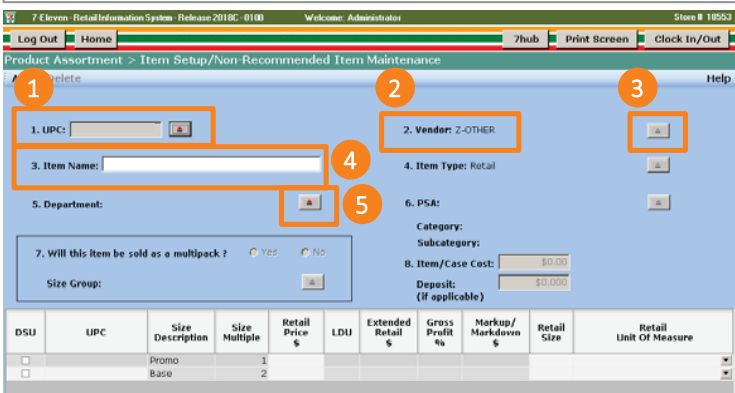 7-Eleven - Retail Information System - Release 2018C - 0100 Welcome: Administrator Store # 10553
Log Out Home 7hub Print Screen Clock In/Out
Product Assortment > Item Setup/Non-Recommended Item Maintenance
Delete Help
1 2 3
1. UPC: 2. Vendor: Z-OTHER
3. Item Name: 4 4. Item Type: Retail
5. Department: 5 6. PSA:
Category:
Subcategory:
7. Will this item be sold as a multipack ? Yes No
8. Item/Case Cost: $0.00
Size Group: Deposit: $0.000
(if applicable)
DSU UPC Size Description Size Multiple Retail Price $ LDU Extended Retail $ Gross Profit % Markup/ Markdown $ Retail Size Retail Unit Of Measure
Promo 1
Base 2